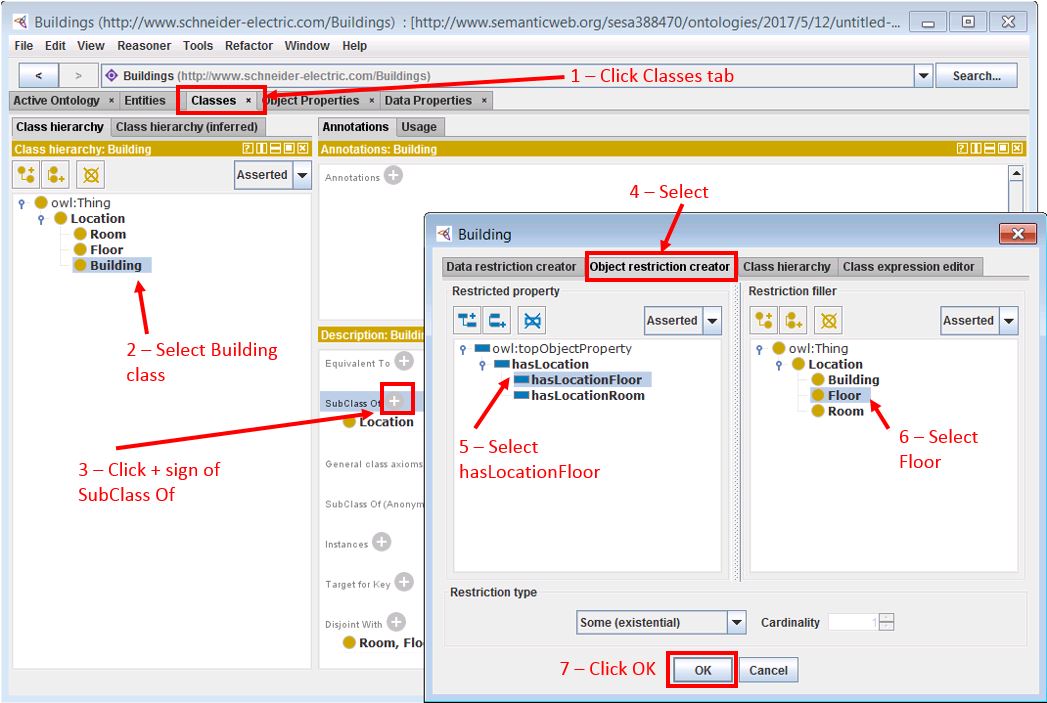 Buildings (http://www.schneider-electric.com/Buildings) : [http://www.semanticweb.org/sesa388470/ontologies/2017/5/12/untitled-...
File Edit View Reasoner Tools Refactor Window Help
< > Buildings (http://www.schneider-electric.com/Buildings) Search...
1 – Click Classes tab
Active Ontology × Entities Classes × Object Properties × Data Properties ×
Class hierarchy Class hierarchy (inferred) Annotations Usage
Class hierarchy: Building Annotations: Building
Asserted
Annotations
owl:Thing
Location
Room
Floor
Building
2 – Select Building
class
Description: Buildin
Equivalent To
SubClass Of
Location
3 – Click + sign of
SubClass Of
General class axioms
SubClass Of (Anonym
Instances
Target for Key
Disjoint With
Room, Flo
4 – Select
Building
Data restriction creator Object restriction creator Class hierarchy Class expression editor
Restricted property Restriction filler
Asserted Asserted
owl:topObjectProperty
hasLocation
hasLocationFloor
hasLocationRoom
5 – Select
hasLocationFloor
owl:Thing
Location
Building
Floor
Room
6 – Select
Floor
Restriction type
Some (existential) Cardinality 1
7 – Click OK OK Cancel